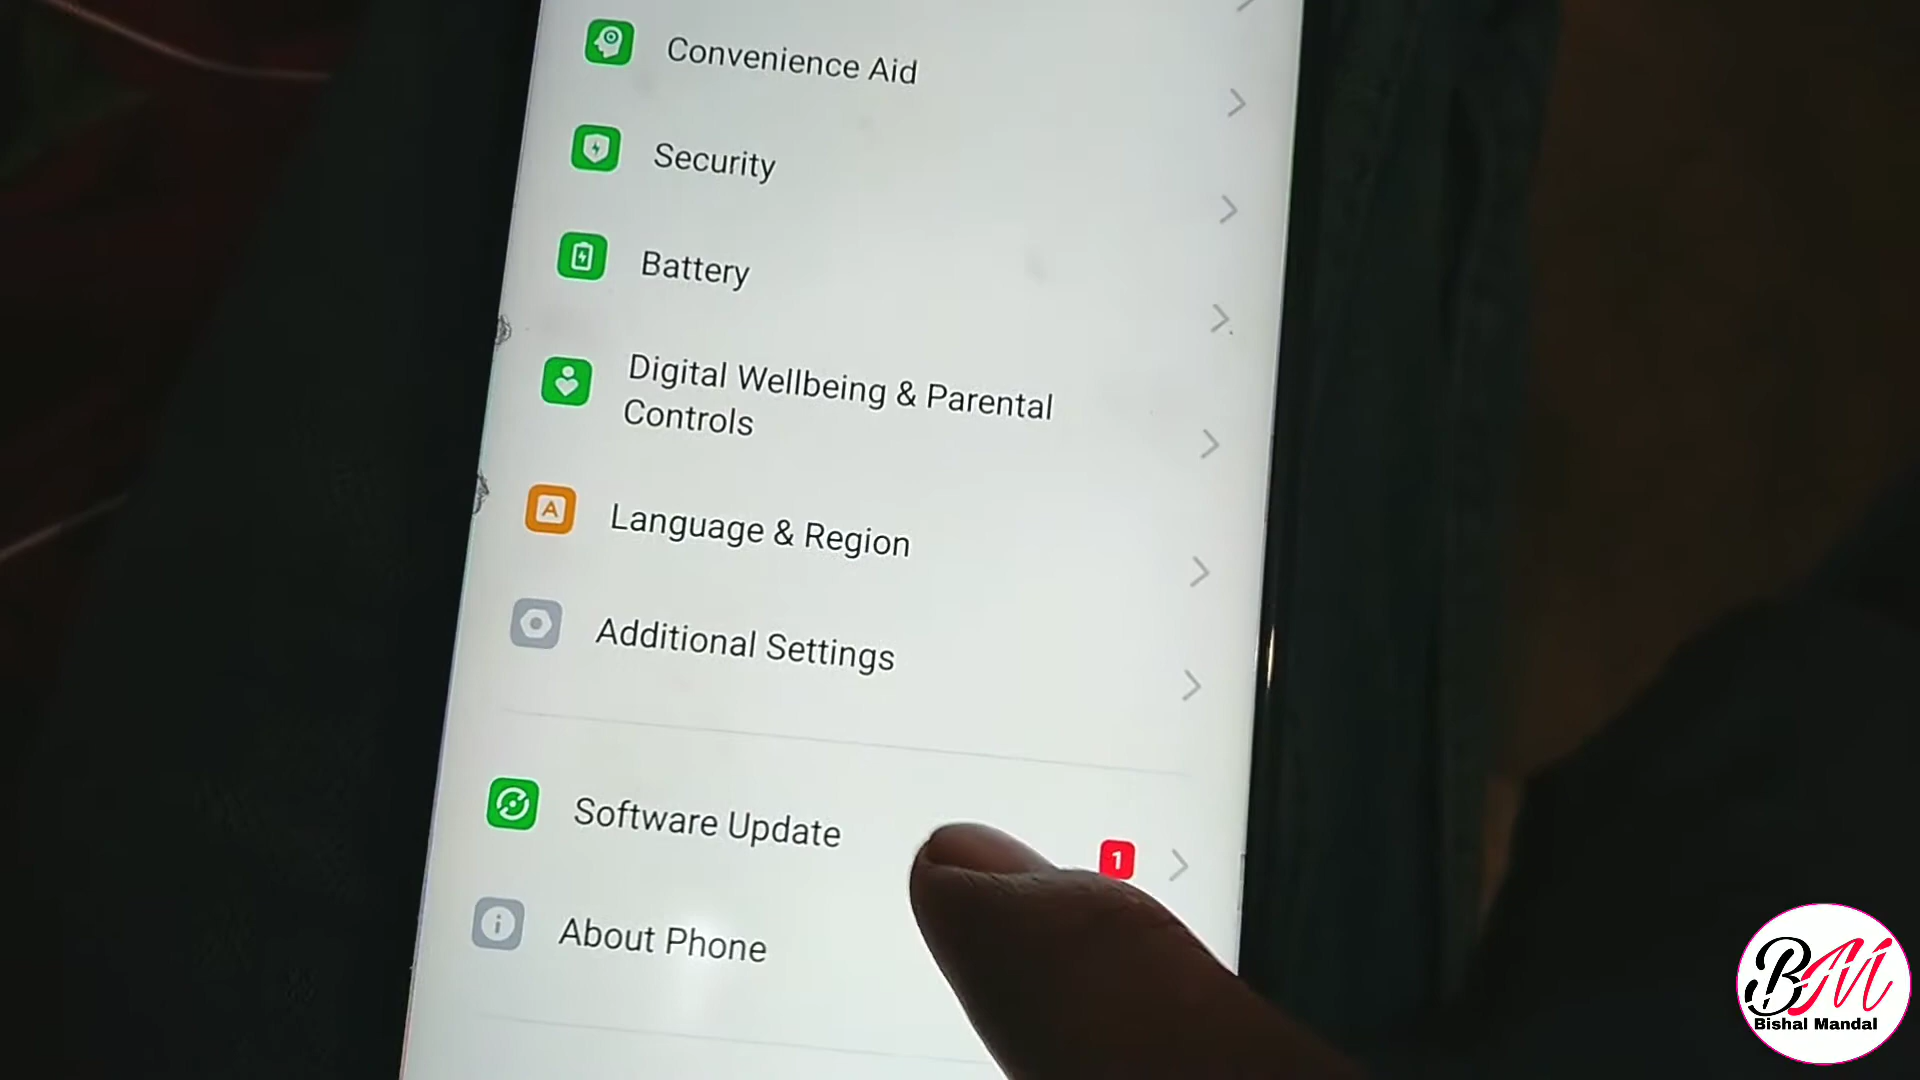 Convenience Aid
Security
Battery
Digital Wellbeing & Parental
Controls
Language & Region
Additional Settings
Software Update
1
About Phone
BM
Bishal Mandal